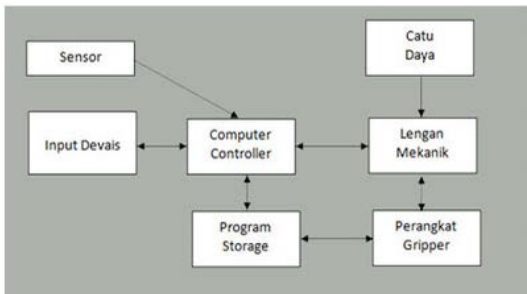 Sensor
Catu
Daya
Input Devais
Computer
Controller
Lengan
Mekanik
Program
Storage
Perangkat
Gripper